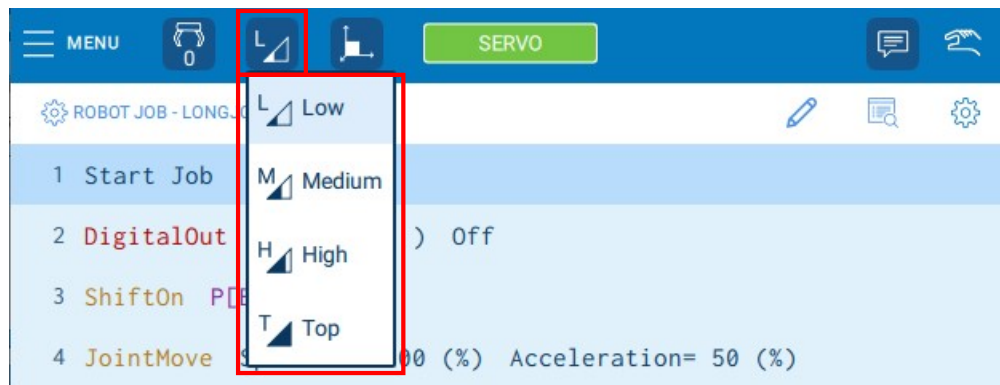 MENU
0
L
SERVO
ROBOT JOB - LONG
L Low
1 Start Job
M Medium
2 DigitalOut ) Off
H High
3 ShiftOn P[
T Top
4 JointMove 00 (%) Acceleration= 50 (%)